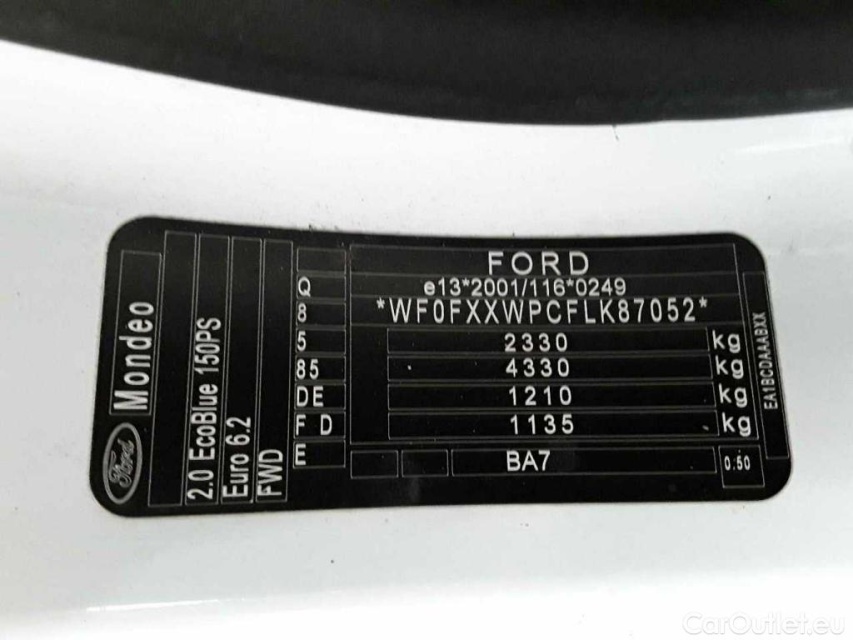 Ford
Mondeo
2.0 EcoBlue 150PS
Euro 6.2
FWD
Q
8
5
85
DE
F D
E
FORD
e13*2001/116*0249
*WF0FXXWPCFLK87052*
2330 kg
4330 kg
1210 kg
1135 kg
BA7
0.50
EA1BCDAAABXX
CarOutlet.eu